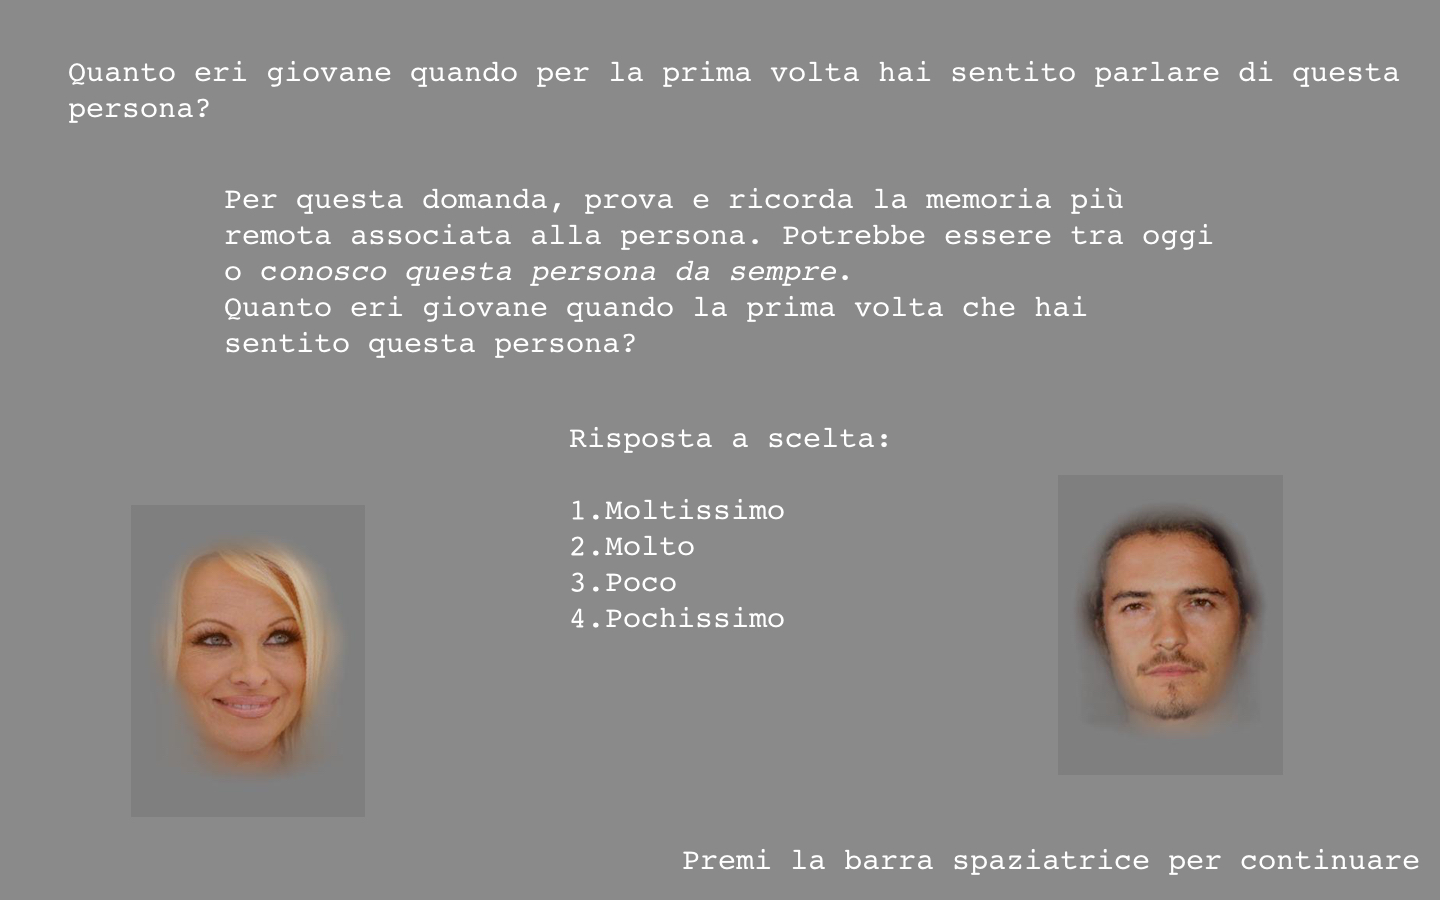 Quanto eri giovane quando per la prima volta hai sentito parlare di questa
persona?
Per questa domanda, prova e ricorda la memoria più
remota associata alla persona. Potrebbe essere tra oggi
o conosco questa persona da sempre.
Quanto eri giovane quando la prima volta che hai
sentito questa persona?
Risposta a scelta:
1.Moltissimo
2.Molto
3.Poco
4.Pochissimo
Premi la barra spaziatrice per continuare